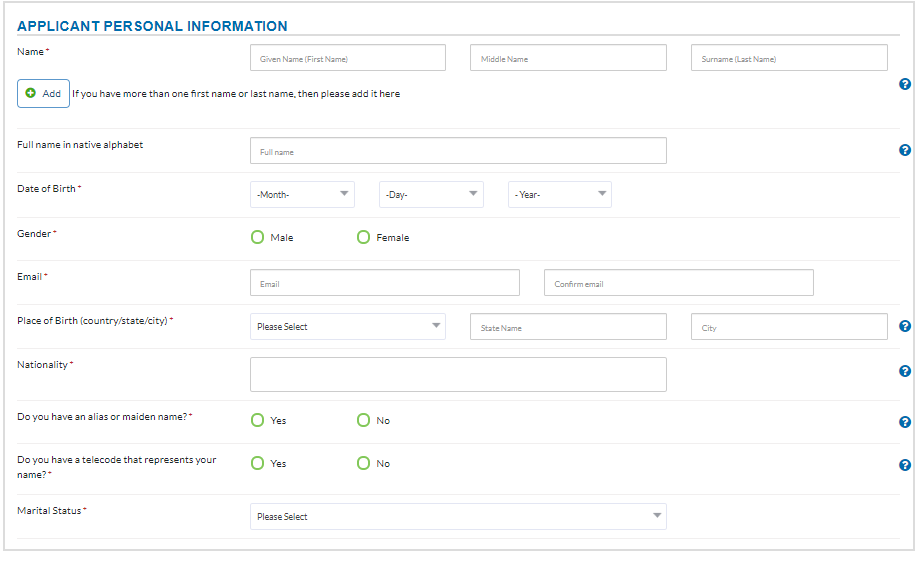 APPLICANT PERSONAL INFORMATION
Name *
Given Name (First Name)
Middle Name
Surname (Last Name)
Add
If you have more than one first name or last name, then please add it here
Full name in native alphabet
Full name
Date of Birth *
-Month-
-Day-
- Year-
Gender *
Male
Female
Email *
Email
Confirm email
Place of Birth (country/state/city) *
Please Select
State Name
City
Nationality *
Do you have an alias or maiden name? *
Yes
No
Do you have a telecode that represents your
name? *
Yes
No
Marital Status *
Please Select